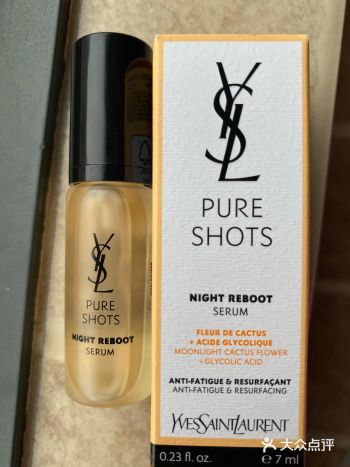 YSL
PURE
SHOTS
NIGHT REBOOT
SERUM
YSL
PURE
SHOTS
NIGHT REBOOT
SERUM
FLEUR DE CACTUS
+ ACIDE GLYCOLIQUE
MOONLIGHT CACTUS FLOWER
+ GLYCOLIC ACID
ANTI-FATIGUE & RESURFAÇANT
ANTI-FATIGUE & RESURFACING
YVESSAINTLAURENT
0.23 fl. oz. ℮ 7 ml
大众点评